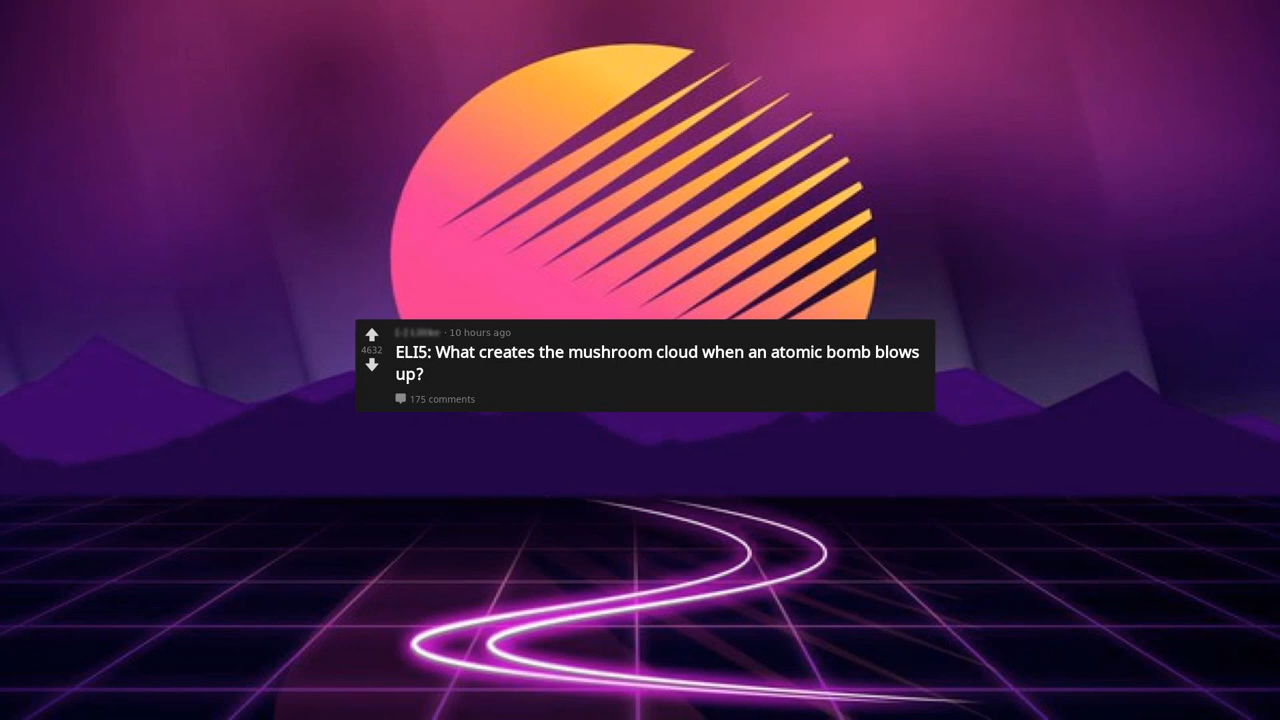 · 10 hours ago
4632
ELI5: What creates the mushroom cloud when an atomic bomb blows
up?
175 comments